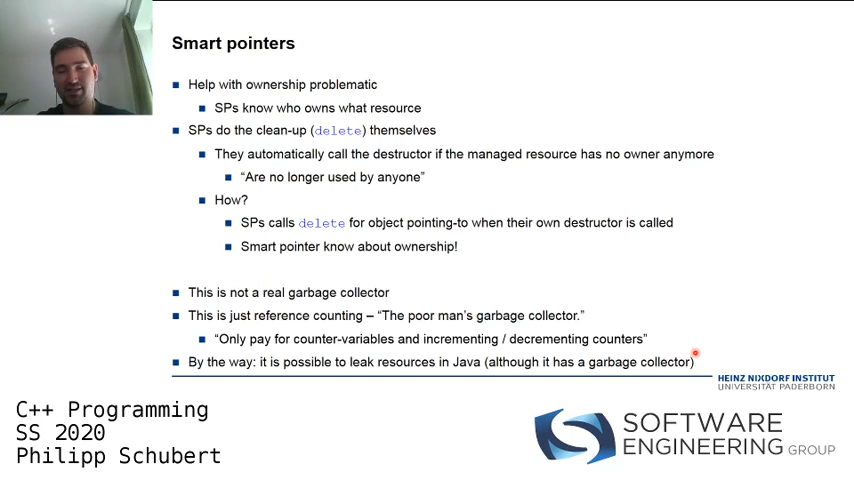 Smart pointers
Help with ownership problematic
SPs know who owns what resource
SPs do the clean-up (delete) themselves
They automatically call the destructor if the managed resource has no owner anymore
“Are no longer used by anyone”
How?
SPs calls delete for object pointing-to when their own destructor is called
Smart pointer know about ownership!
This is not a real garbage collector
This is just reference counting – “The poor man’s garbage collector.”
“Only pay for counter-variables and incrementing / decrementing counters”
By the way: it is possible to leak resources in Java (although it has a garbage collector)
HEINZ NIXDORF INSTITUT
UNIVERSITÄT PADERBORN
C++ Programming
SS 2020
Philipp Schubert
SOFTWARE
ENGINEERING GROUP